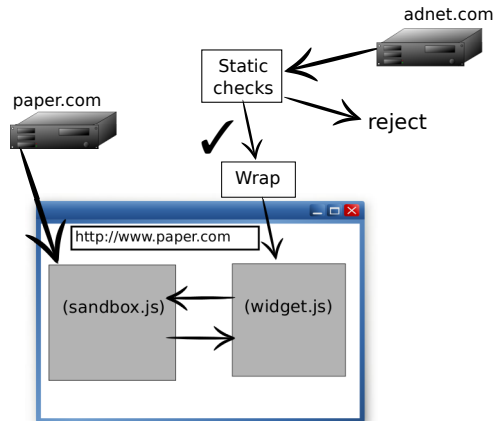 adnet.com
Static
checks
paper.com
reject
Wrap
http://www.paper.com
(sandbox.js)
(widget.js)